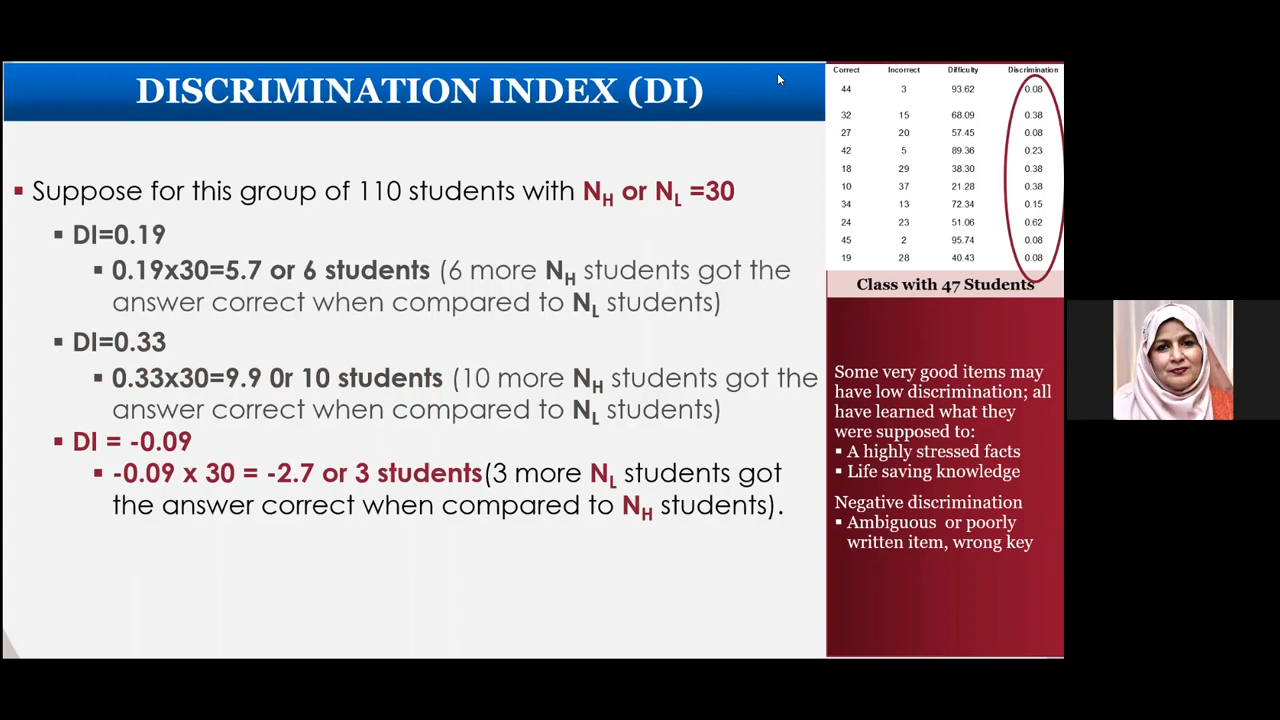 DISCRIMINATION INDEX (DI)
▪ Suppose for this group of 110 students with NH or NL =30
▪ DI=0.19
▪ 0.19x30=5.7 or 6 students (6 more NH students got the
answer correct when compared to NL students)
▪ DI=0.33
▪ 0.33x30=9.9 0r 10 students (10 more NH students got the
answer correct when compared to NL students)
▪ DI = -0.09
▪ -0.09 x 30 = -2.7 or 3 students(3 more NL students got
the answer correct when compared to NH students).
Correct Incorrect Difficulty Discrimination
44 3 93.62 0.08
32 15 68.09 0.38
27 20 57.45 0.08
42 5 89.36 0.23
18 29 38.30 0.38
10 37 21.28 0.38
34 13 72.34 0.15
24 23 51.06 0.62
45 2 95.74 0.08
19 28 40.43 0.08
Class with 47 Students
Some very good items may
have low discrimination; all
have learned what they
were supposed to:
▪ A highly stressed facts
▪ Life saving knowledge
Negative discrimination
▪ Ambiguous or poorly
written item, wrong key